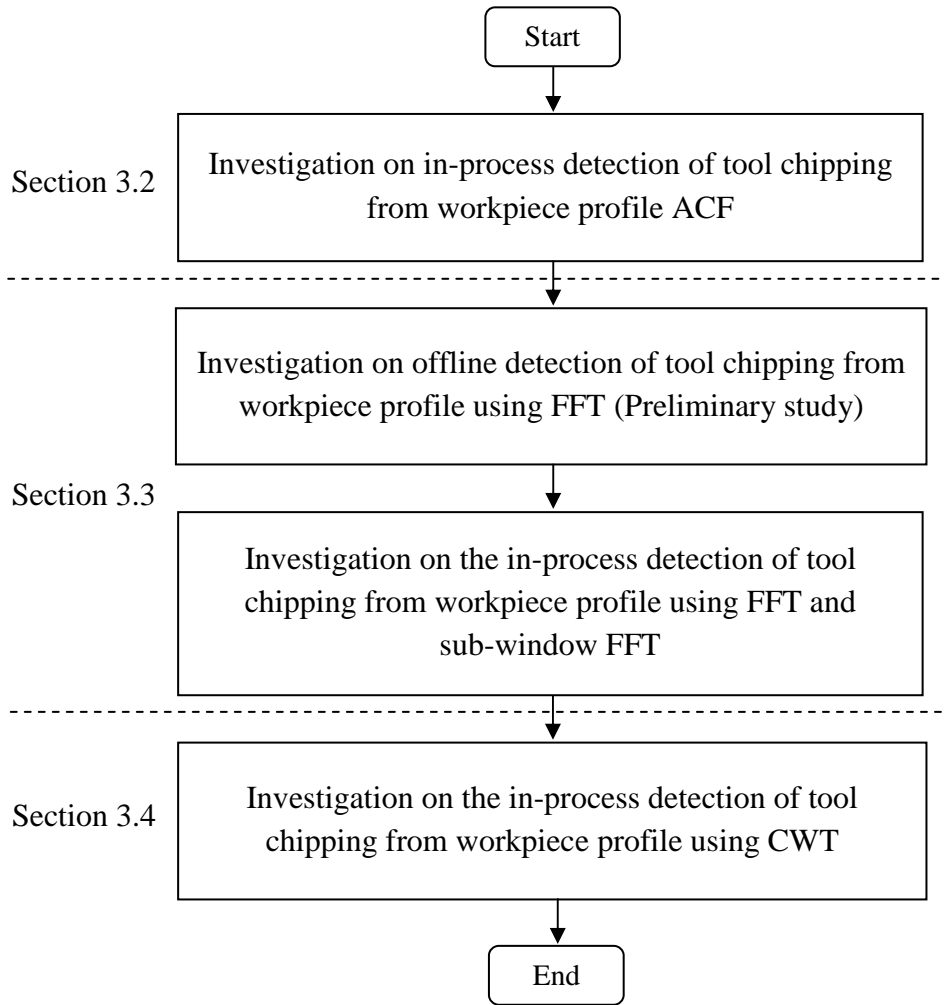 Start
Section 3.2
Investigation on in-process detection of tool chipping
from workpiece profile ACF
Investigation on offline detection of tool chipping from
workpiece profile using FFT (Preliminary study)
Section 3.3
Investigation on the in-process detection of tool
chipping from workpiece profile using FFT and
sub-window FFT
Section 3.4
Investigation on the in-process detection of tool
chipping from workpiece profile using CWT
End